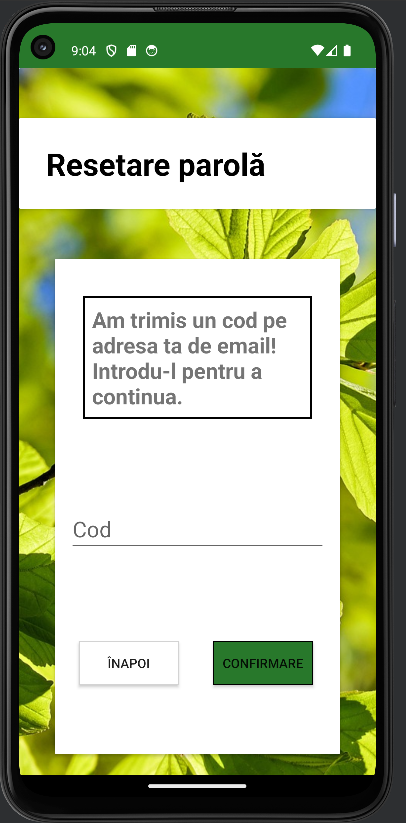 9:04
Resetare parolă
Am trimis un cod pe
adresa ta de email!
Introdu-l pentru a
continua.
Cod
ÎNAPOI
CONFIRMARE